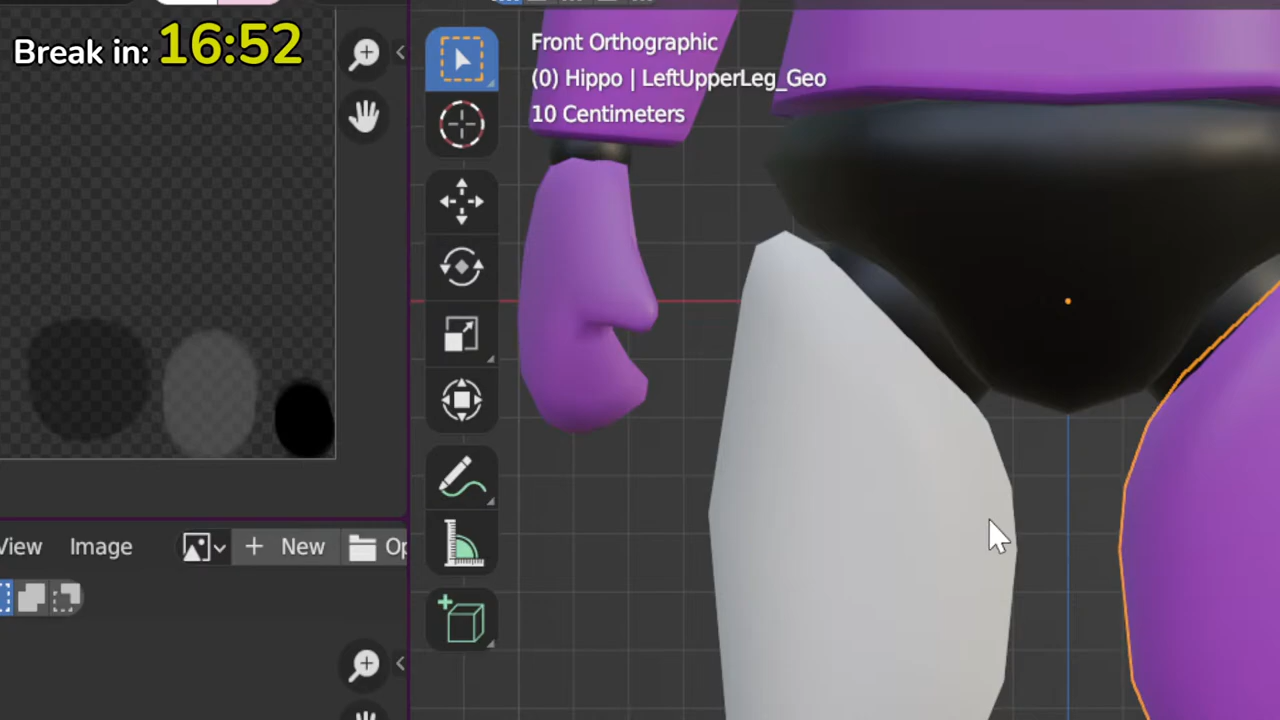 Break in: 16:52
Front Orthographic
(0) Hippo | LeftUpperLeg_Geo
10 Centimeters
View Image New